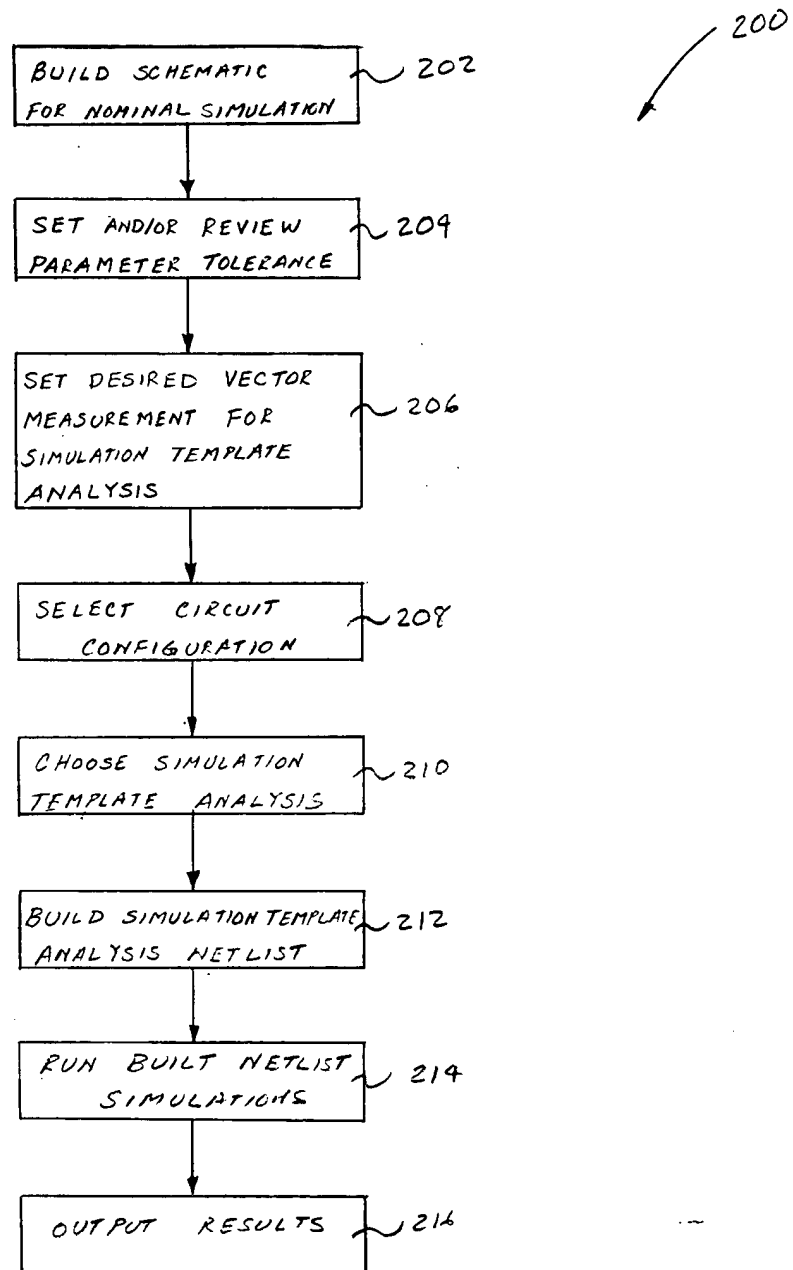 200
BUILD SCHEMATIC
FOR NOMINAL SIMULATION
202
SET AND/OR REVIEW
PARAMETER TOLERANCE
204
SET DESIRED VECTOR
MEASUREMENT FOR
SIMULATION TEMPLATE
ANALYSIS
206
SELECT CIRCUIT
CONFIGURATION
208
CHOOSE SIMULATION
TEMPLATE ANALYSIS
210
BUILD SIMULATION TEMPLATE
ANALYSIS NETLIST
212
RUN BUILT NETLIST
SIMULATIONS
214
OUTPUT RESULTS
216